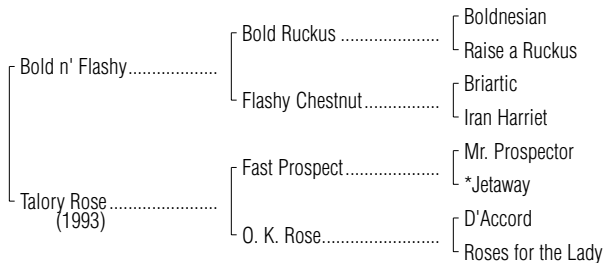 Boldnesian
Bold Ruckus ...................
Raise a Ruckus
Bold n' Flashy..................
Briartic
Flashy Chestnut...............
Iran Harriet
Mr. Prospector
Fast Prospect...................
*Jetaway
Talory Rose .....................
(1993)
D'Accord
O. K. Rose.......................
Roses for the Lady